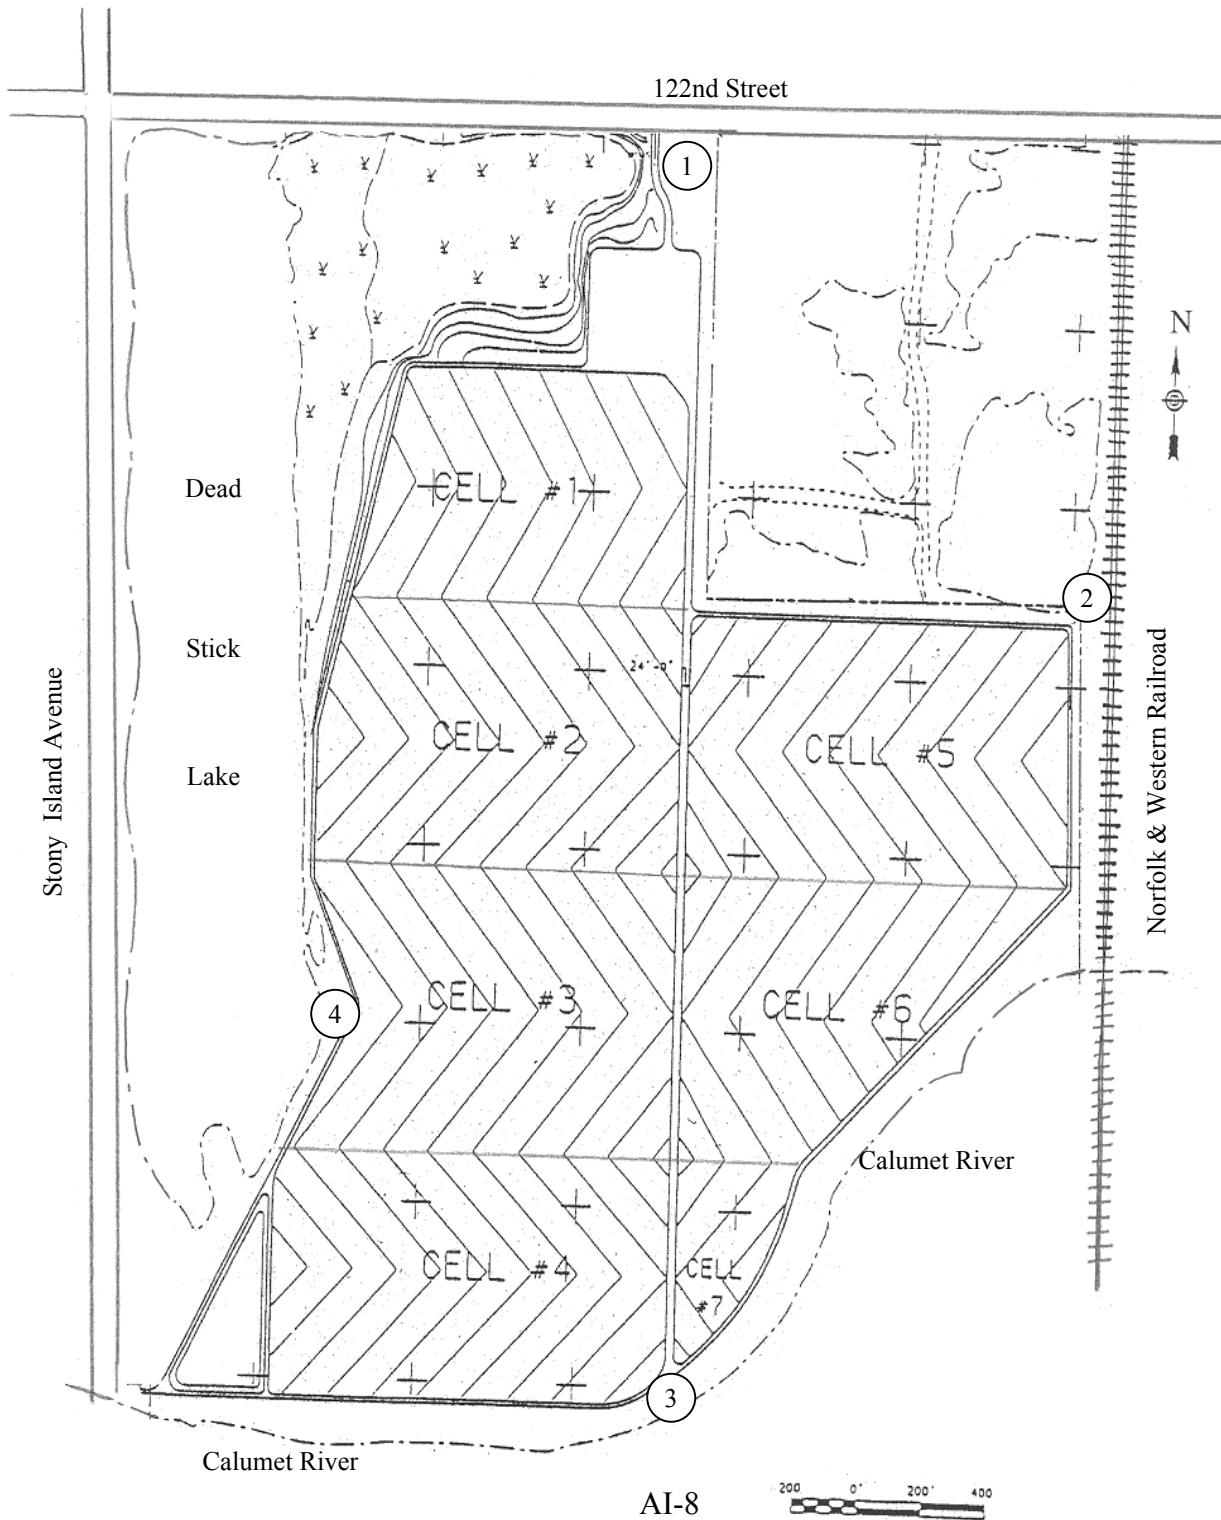 122nd Street
1
N
Dead
CELL #1
2
Stick
24'-0"
Stony Island Avenue
Norfolk & Western Railroad
CELL #2
CELL #5
Lake
CELL #3
CELL #6
4
Calumet River
CELL #4
CELL
#7
3
Calumet River
AI-8
200 0' 200' 400